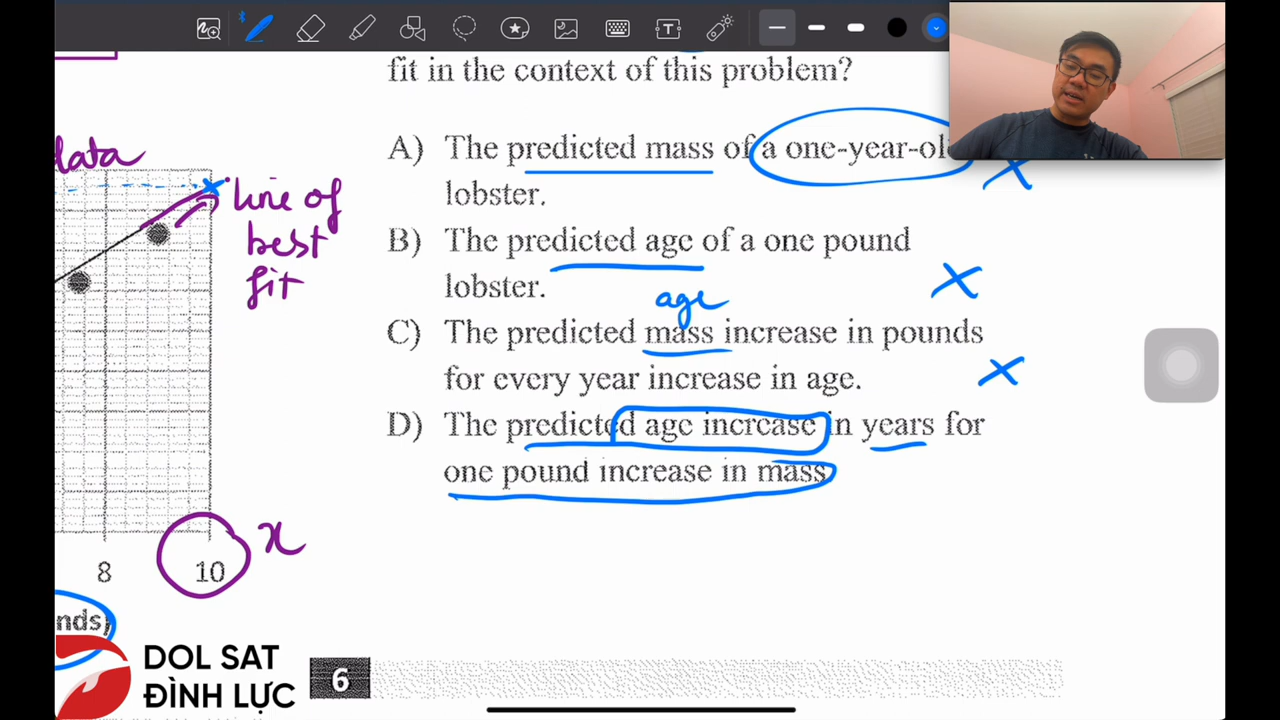 fit in the context of this problem?
A) The predicted mass of a one-year-ol
lobster.
B) The predicted age of a one pound
lobster.
age
C) The predicted mass increase in pounds
for every year increase in age.
D) The predicted age increase in years for
one pound increase in mass
data
line of
best
fit
x
8 10
nds)
DOL SAT
ĐÌNH LỰC
6